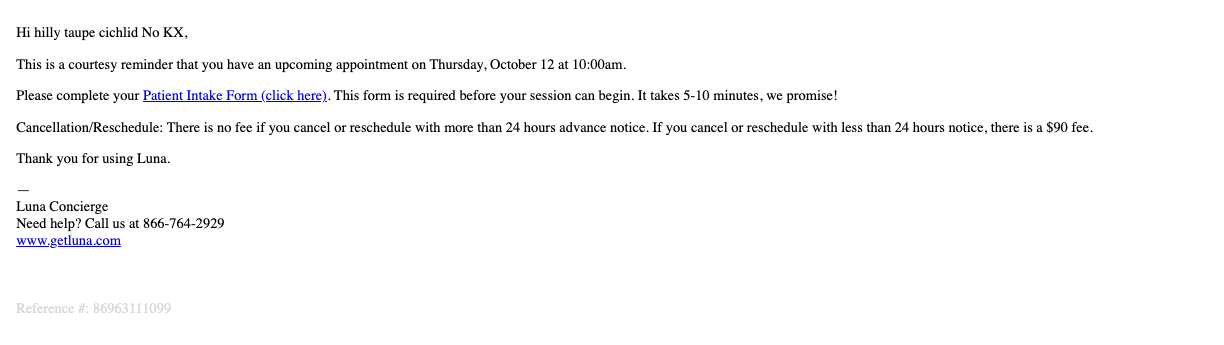 Hi hilly taupe cichlid No KX,
This is a courtesy reminder that you have an upcoming appointment on Thursday, October 12 at 10:00am.
Please complete your Patient Intake Form (click here). This form is required before your session can begin. It takes 5-10 minutes, we promise!
Cancellation/Reschedule: There is no fee if you cancel or reschedule with more than 24 hours advance notice. If you cancel or reschedule with less than 24 hours notice, there is a $90 fee.
Thank you for using Luna.
—
Luna Concierge
Need help? Call us at 866-764-2929
www.getluna.com
Reference #: 86963111099